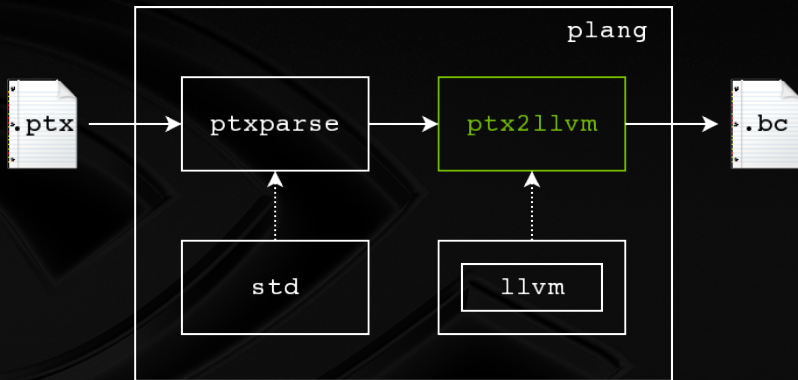 plang
.ptx
ptxparse
ptx2llvm
.bc
std
llvm